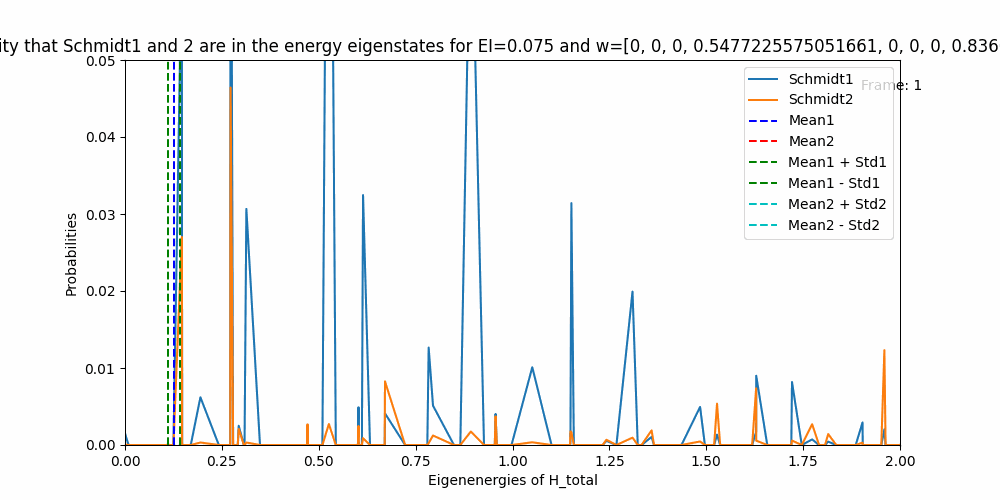 ity that Schmidt1 and 2 are in the energy eigenstates for EI=0.075 and w=[0, 0, 0, 0.5477225575051661, 0, 0, 0, 0.836
Frame: 1
Schmidt1
Schmidt2
Mean1
Mean2
Mean1 + Std1
Mean1 - Std1
Mean2 + Std2
Mean2 - Std2
Probabilities
0.05
0.04
0.03
0.02
0.01
0.00
0.00 0.25 0.50 0.75 1.00 1.25 1.50 1.75 2.00
Eigenenergies of H_total